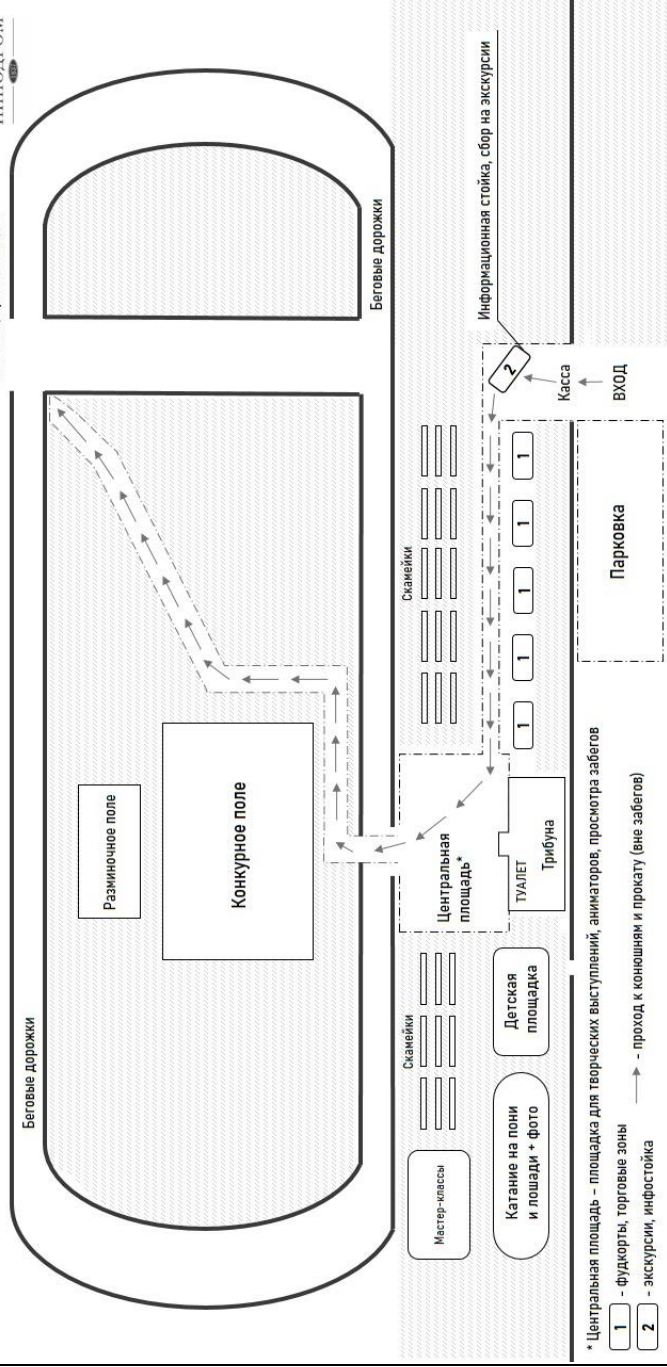 ИППОДРОМ
Беговые дорожки
Разминочное поле
Конкурное поле
Беговые дорожки
Скамейки
Скамейки
Мастер-классы
Центральная
площадь*
Информационная стойка, сбор на экскурсии
Катание на пони
и лошади + фото
Детская
площадка
ТУАЛЕТ
Трибуна
1
1
1
1
1
2
Касса
ВХОД
Парковка
* Центральная площадь – площадка для творческих выступлений, аниматоров, просмотра забегов
1 – фудкорты, торговые зоны
2 – экскурсии, инфостойка
– проход к конюшням и прокату (вне забегов)